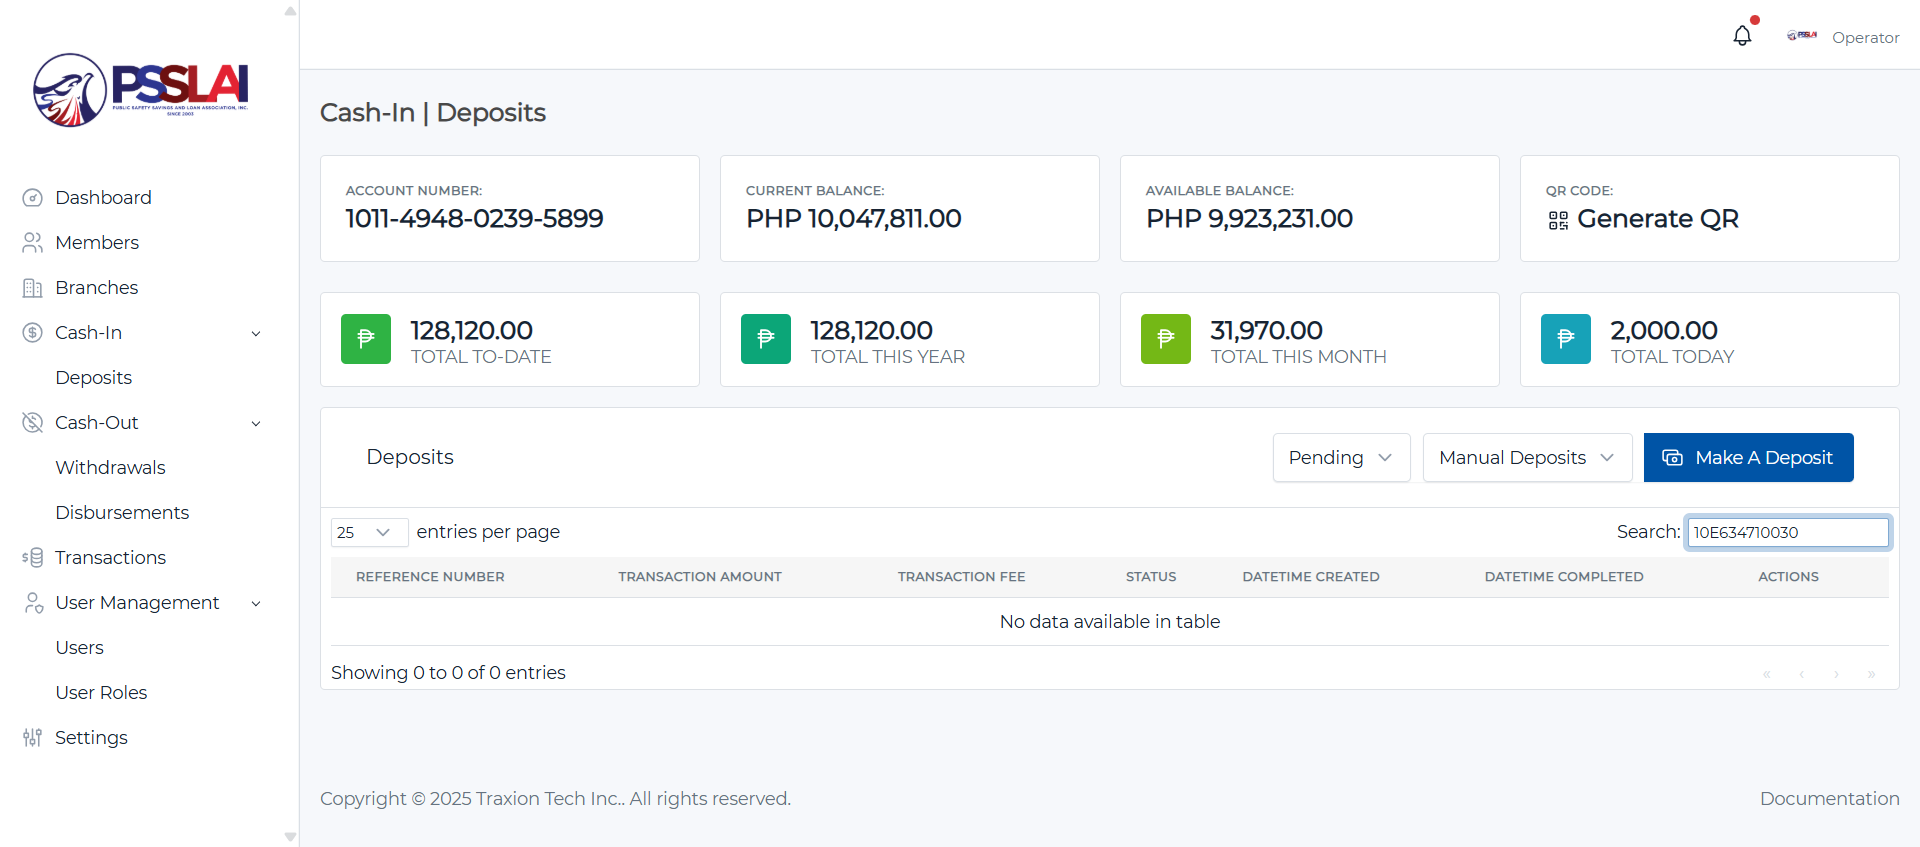 PSSLAI
PUBLIC SAFETY SAVINGS AND LOAN ASSOCIATION, INC.
SINCE 2003
Dashboard
Members
Branches
Cash-In
Deposits
Cash-Out
Withdrawals
Disbursements
Transactions
User Management
Users
User Roles
Settings
PSSLAI
Operator
Cash-In | Deposits
ACCOUNT NUMBER:
1011-4948-0239-5899
CURRENT BALANCE:
PHP 10,047,811.00
AVAILABLE BALANCE:
PHP 9,923,231.00
QR CODE:
Generate QR
128,120.00
TOTAL TO-DATE
128,120.00
TOTAL THIS YEAR
31,970.00
TOTAL THIS MONTH
2,000.00
TOTAL TODAY
Deposits
Pending
Manual Deposits
Make A Deposit
25 entries per page
Search: 10E634710030
REFERENCE NUMBER TRANSACTION AMOUNT TRANSACTION FEE STATUS DATETIME CREATED DATETIME COMPLETED ACTIONS
No data available in table
Showing 0 to 0 of 0 entries
« ‹ › »
Copyright © 2025 Traxion Tech Inc.. All rights reserved.
Documentation